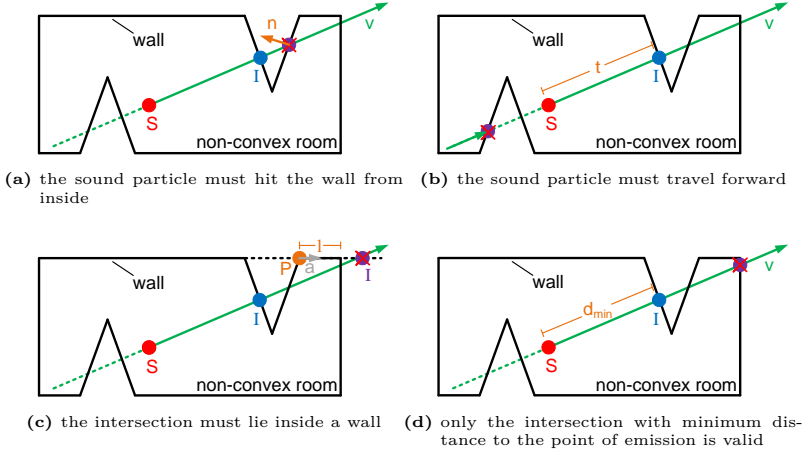 wall
n
v
I
S
non-convex room
(a) the sound particle must hit the wall from
inside
wall
t
v
I
S
non-convex room
(b) the sound particle must travel forward
wall
P
a
l
I
v
I
S
non-convex room
(c) the intersection must lie inside a wall
wall
v
dmin
I
S
non-convex room
(d) only the intersection with minimum dis-
tance to the point of emission is valid